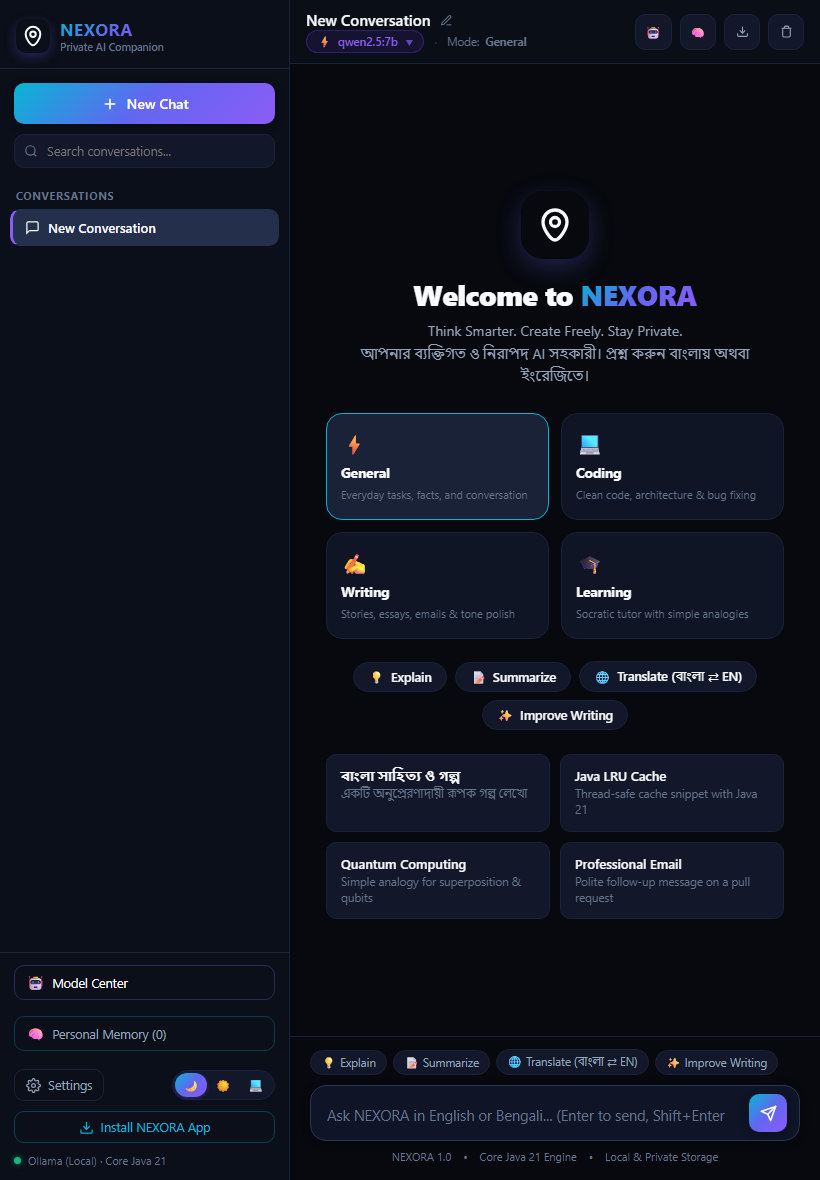 NEXORA
Private AI Companion
New Chat
Search conversations...
CONVERSATIONS
New Conversation
Model Center
Personal Memory (0)
Settings
Install NEXORA App
Ollama (Local) · Core Java 21
New Conversation
qwen2.5:7b
· Mode: General
Welcome to NEXORA
Think Smarter. Create Freely. Stay Private.
আপনার ব্যক্তিগত ও নিরাপদ AI সহকারী। প্রশ্ন করুন বাংলায় অথবা
ইংরেজিতে।
General
Everyday tasks, facts, and conversation
Coding
Clean code, architecture & bug fixing
Writing
Stories, essays, emails & tone polish
Learning
Socratic tutor with simple analogies
Explain
Summarize
Translate (বাংলা ⇄ EN)
Improve Writing
বাংলা সাহিত্য ও গল্প
একটি অনুপ্রেরণাদায়ী রূপক গল্প লেখো
Java LRU Cache
Thread-safe cache snippet with Java
21
Quantum Computing
Simple analogy for superposition &
qubits
Professional Email
Polite follow-up message on a pull
request
Explain
Summarize
Translate (বাংলা ⇄ EN)
Improve Writing
Ask NEXORA in English or Bengali... (Enter to send, Shift+Enter
NEXORA 1.0 • Core Java 21 Engine • Local & Private Storage